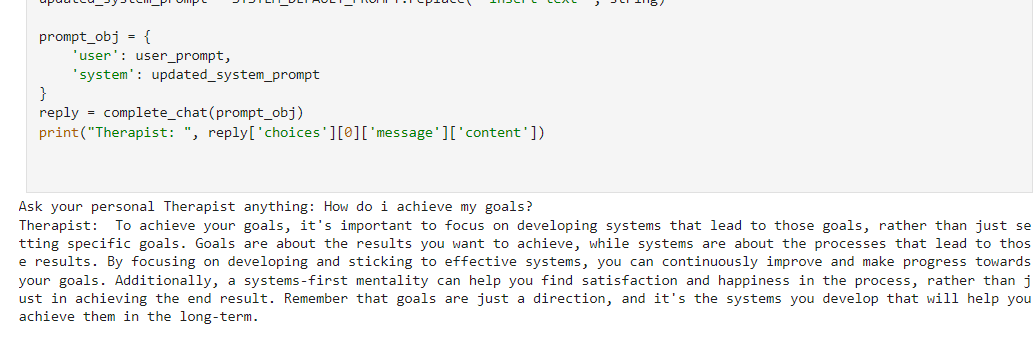 prompt_obj = {
    'user': user_prompt,
    'system': updated_system_prompt
}
reply = complete_chat(prompt_obj)
print("Therapist: ", reply['choices'][0]['message']['content'])
Ask your personal Therapist anything: How do i achieve my goals?
Therapist:  To achieve your goals, it's important to focus on developing systems that lead to those goals, rather than just se
tting specific goals. Goals are about the results you want to achieve, while systems are about the processes that lead to thos
e results. By focusing on developing and sticking to effective systems, you can continuously improve and make progress towards
your goals. Additionally, a systems-first mentality can help you find satisfaction and happiness in the process, rather than j
ust in achieving the end result. Remember that goals are just a direction, and it's the systems you develop that will help you
achieve them in the long-term.